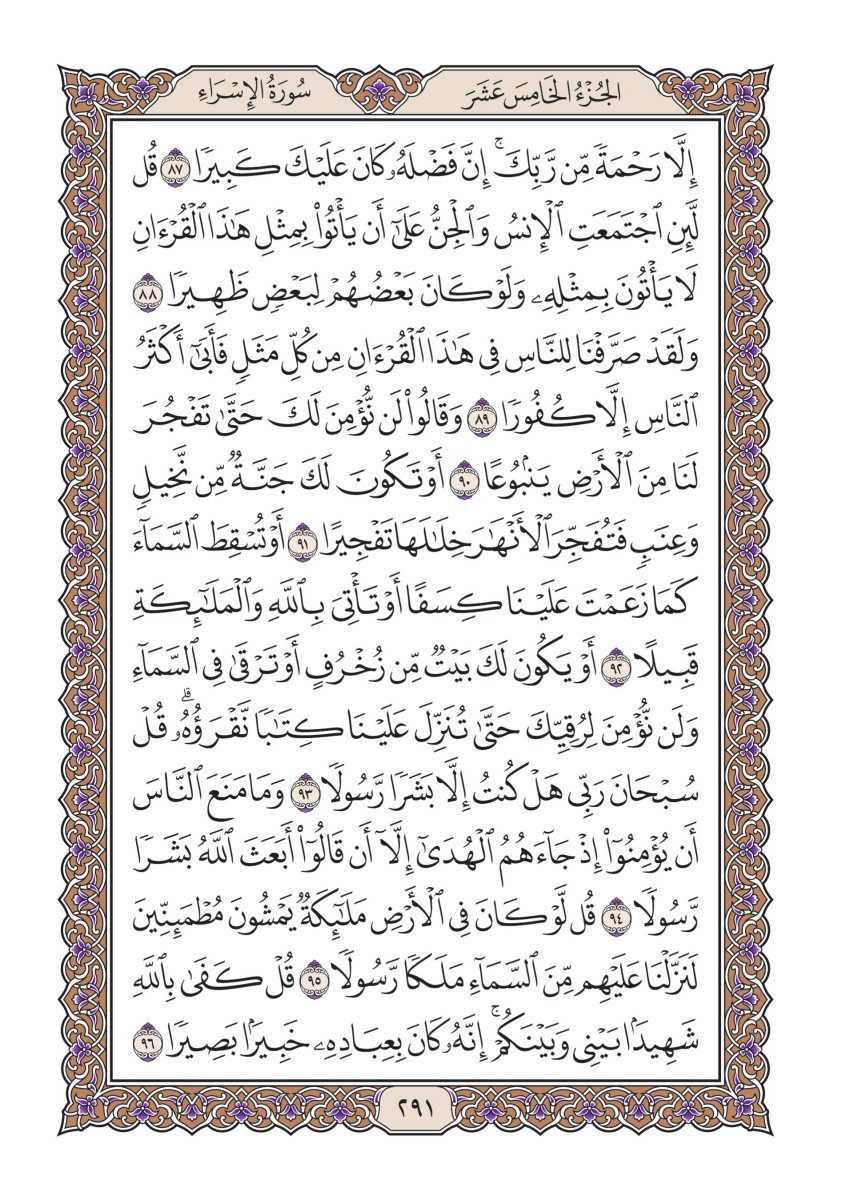 الجُزْءُ الخَامِسَ عَشَرَ
سُورَةُ الإِسْرَاءِ
إِلَّا رَحْمَةٗ مِّن رَّبِّكَۚ إِنَّ فَضْلَهُۥ كَانَ عَلَيْكَ كَبِيرٗا ٨٧ قُل
لَّئِنِ ٱجْتَمَعَتِ ٱلْإِنسُ وَٱلْجِنُّ عَلَىٰٓ أَن يَأْتُوا۟ بِمِثْلِ هَٰذَا ٱلْقُرْءَانِ
لَا يَأْتُونَ بِمِثْلِهِۦ وَلَوْ كَانَ بَعْضُهُمْ لِبَعْضٖ ظَهِيرٗا ٨٨
وَلَقَدْ صَرَّفْنَا لِلنَّاسِ فِى هَٰذَا ٱلْقُرْءَانِ مِن كُلِّ مَثَلٖ فَأَبَىٰٓ أَكْثَرُ
ٱلنَّاسِ إِلَّا كُفُورٗا ٨٩ وَقَالُوا۟ لَن نُّؤْمِنَ لَكَ حَتَّىٰ تَفْجُرَ
لَنَا مِنَ ٱلْأَرْضِ يَنۢبُوعًا ٩٠ أَوْ تَكُونَ لَكَ جَنَّةٞ مِّن نَّخِيلٖ
وَعِنَبٖ فَتُفَجِّرَ ٱلْأَنْهَٰرَ خِلَٰلَهَا تَفْجِيرًا ٩١ أَوْ تُسْقِطَ ٱلسَّمَآءَ
كَمَا زَعَمْتَ عَلَيْنَا كِسَفًا أَوْ تَأْتِىَ بِٱللَّهِ وَٱلْمَلَٰٓئِكَةِ
قَبِيلًا ٩٢ أَوْ يَكُونَ لَكَ بَيْتٞ مِّن زُخْرُفٍ أَوْ تَرْقَىٰ فِى ٱلسَّمَآءِ
وَلَن نُّؤْمِنَ لِرُقِيِّكَ حَتَّىٰ تُنَزِّلَ عَلَيْنَا كِتَٰبٗا نَّقْرَؤُهُۥۗ قُلْ
سُبْحَانَ رَبِّى هَلْ كُنتُ إِلَّا بَشَرٗا رَّسُولٗا ٩٣ وَمَا مَنَعَ ٱلنَّاسَ
أَن يُؤْمِنُوٓا۟ إِذْ جَآءَهُمُ ٱلْهُدَىٰٓ إِلَّآ أَن قَالُوٓا۟ أَبَعَثَ ٱللَّهُ بَشَرٗا
رَّسُولٗا ٩٤ قُل لَّوْ كَانَ فِى ٱلْأَرْضِ مَلَٰٓئِكَةٞ يَمْشُونَ مُطْمَئِنِّينَ
لَنَزَّلْنَا عَلَيْهِم مِّنَ ٱلسَّمَآءِ مَلَكٗا رَّسُولٗا ٩٥ قُلْ كَفَىٰ بِٱللَّهِ
شَهِيدَۢا بَيْنِى وَبَيْنَكُمْۚ إِنَّهُۥ كَانَ بِعِبَادِهِۦ خَبِيرَۢا بَصِيرٗا ٩٦
٢٩١